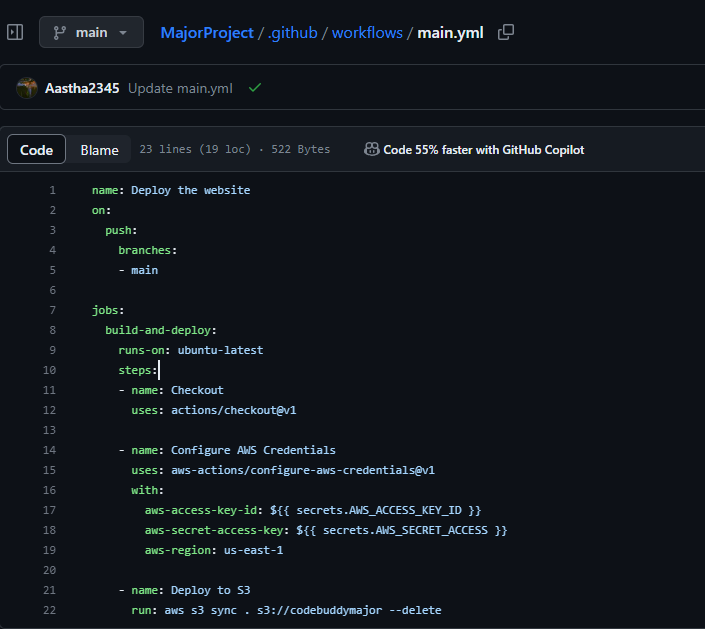 main
MajorProject / .github / workflows / main.yml
Aastha2345 Update main.yml
Code Blame 23 lines (19 loc) · 522 Bytes Code 55% faster with GitHub Copilot
1 name: Deploy the website
2 on:
3 push:
4 branches:
5 - main
6
7 jobs:
8 build-and-deploy:
9 runs-on: ubuntu-latest
10 steps:
11 - name: Checkout
12 uses: actions/checkout@v1
13
14 - name: Configure AWS Credentials
15 uses: aws-actions/configure-aws-credentials@v1
16 with:
17 aws-access-key-id: ${{ secrets.AWS_ACCESS_KEY_ID }}
18 aws-secret-access-key: ${{ secrets.AWS_SECRET_ACCESS }}
19 aws-region: us-east-1
20
21 - name: Deploy to S3
22 run: aws s3 sync . s3://codebuddymajor --delete